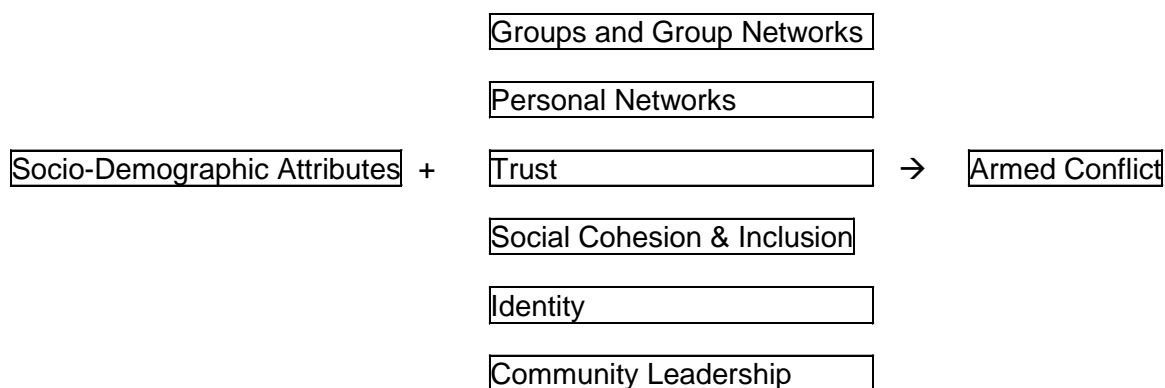 Groups and Group Networks
Personal Networks
Socio-Demographic Attributes + Trust → Armed Conflict
Social Cohesion & Inclusion
Identity
Community Leadership